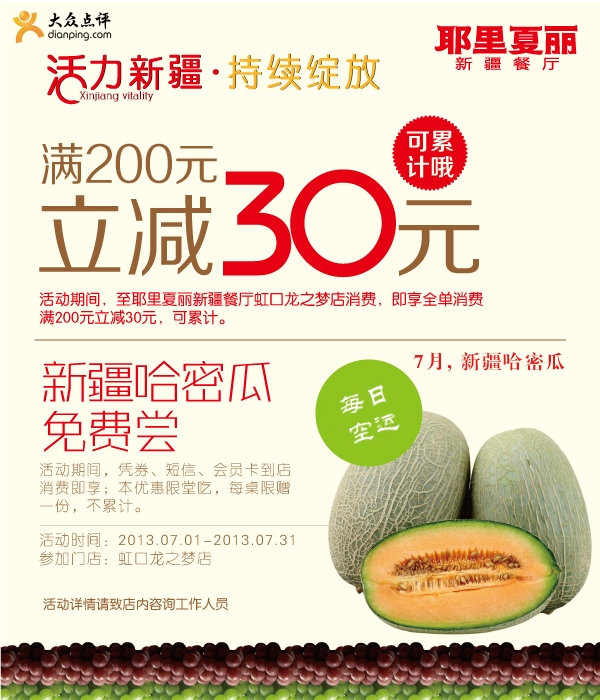 大众点评
dianping.com
耶里夏丽
新疆餐厅
活力新疆·持续绽放
Xinjiang vitality
满200元
立减30元
可累
计哦
活动期间，至耶里夏丽新疆餐厅虹口龙之梦店消费，即享全单消费
满200元立减30元，可累计。
7月，新疆哈密瓜
新疆哈密瓜
免费尝
每日
空运
活动期间，凭券、短信、会员卡到店
消费即享；本优惠限堂吃，每桌限赠
一份，不累计。
活动时间：2013.07.01-2013.07.31
参加门店：虹口龙之梦店
活动详情请致店内咨询工作人员